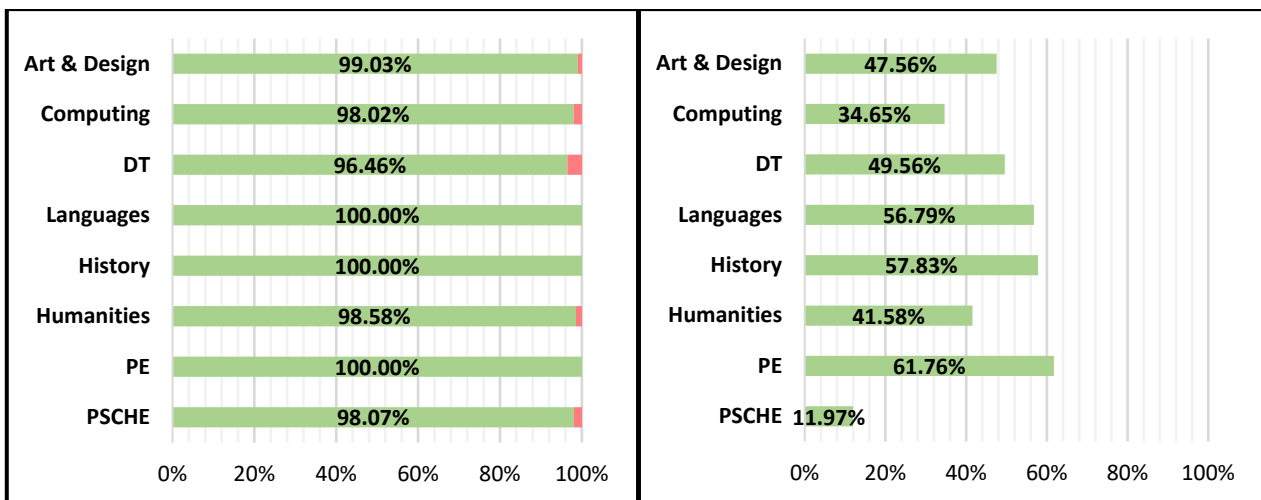 Art & Design 99.03%
Computing 98.02%
DT 96.46%
Languages 100.00%
History 100.00%
Humanities 98.58%
PE 100.00%
PSCHE 98.07%
0% 20% 40% 60% 80% 100%
Art & Design 47.56%
Computing 34.65%
DT 49.56%
Languages 56.79%
History 57.83%
Humanities 41.58%
PE 61.76%
PSCHE 11.97%
0% 20% 40% 60% 80% 100%